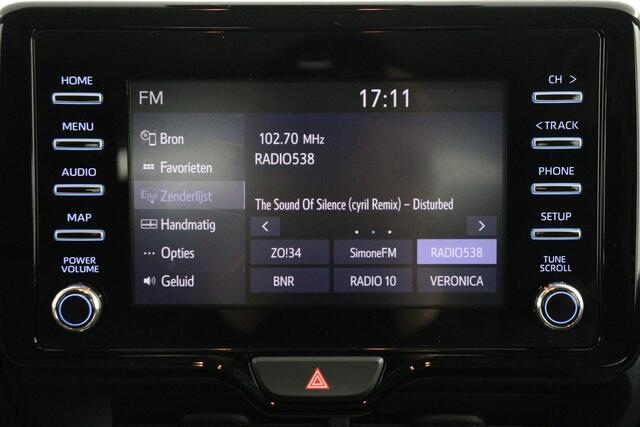 HOME
MENU
AUDIO
MAP
POWER
VOLUME
FM
17:11
Bron
Favorieten
Zenderlijst
Handmatig
Opties
Geluid
102.70 MHz
RADIO538
The Sound Of Silence (cyril Remix) – Disturbed
< >
ZO!34 SimoneFM RADIO538
BNR RADIO 10 VERONICA
CH >
< TRACK
PHONE
SETUP
TUNE
SCROLL